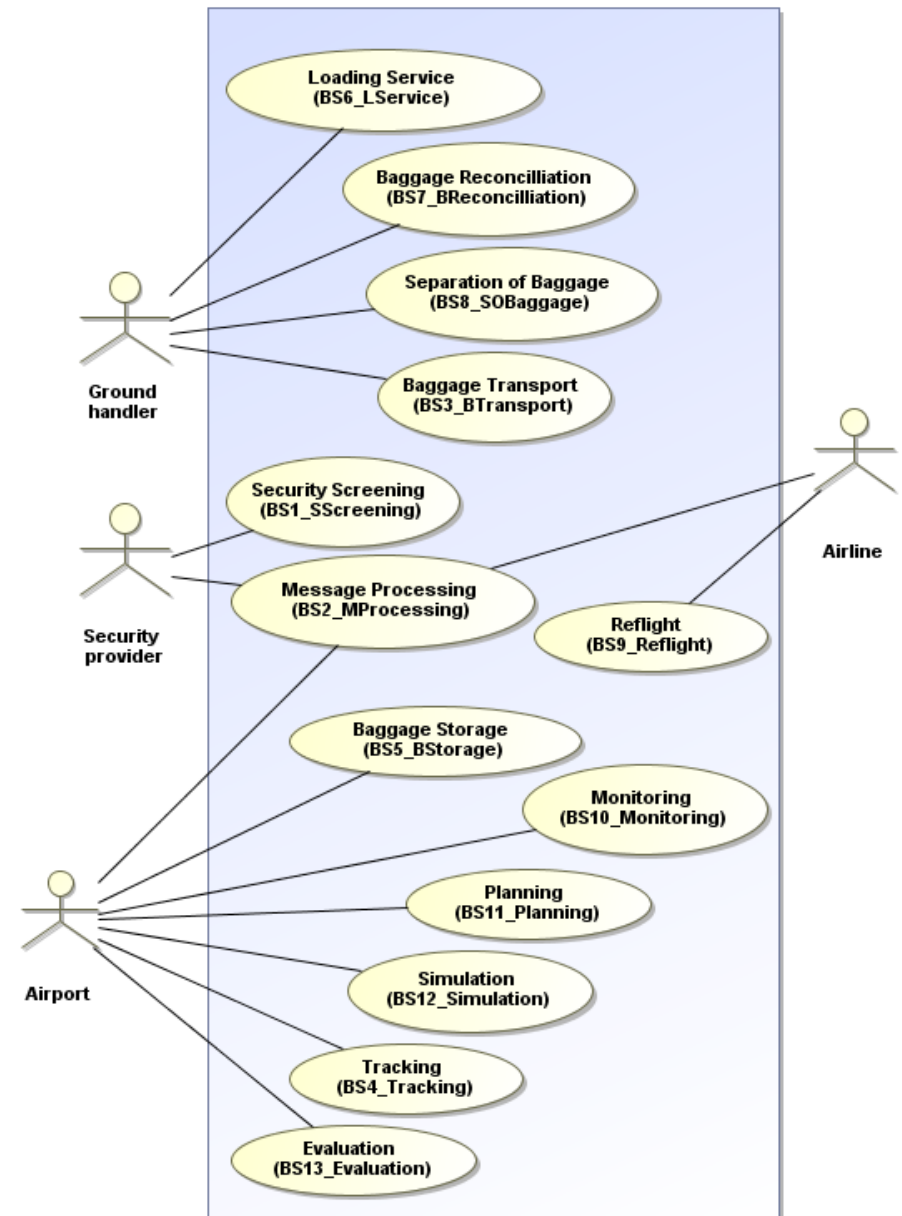 Loading Service
(BS6_LService)
Baggage Reconcilliation
(BS7_BReconcilliation)
Separation of Baggage
(BS8_SOBaggage)
Ground
handler
Baggage Transport
(BS3_BTransport)
Security Screening
(BS1_SScreening)
Airline
Message Processing
(BS2_MProcessing)
Security
provider
Reflight
(BS9_Reflight)
Baggage Storage
(BS5_BStorage)
Monitoring
(BS10_Monitoring)
Planning
(BS11_Planning)
Airport
Simulation
(BS12_Simulation)
Tracking
(BS4_Tracking)
Evaluation
(BS13_Evaluation)